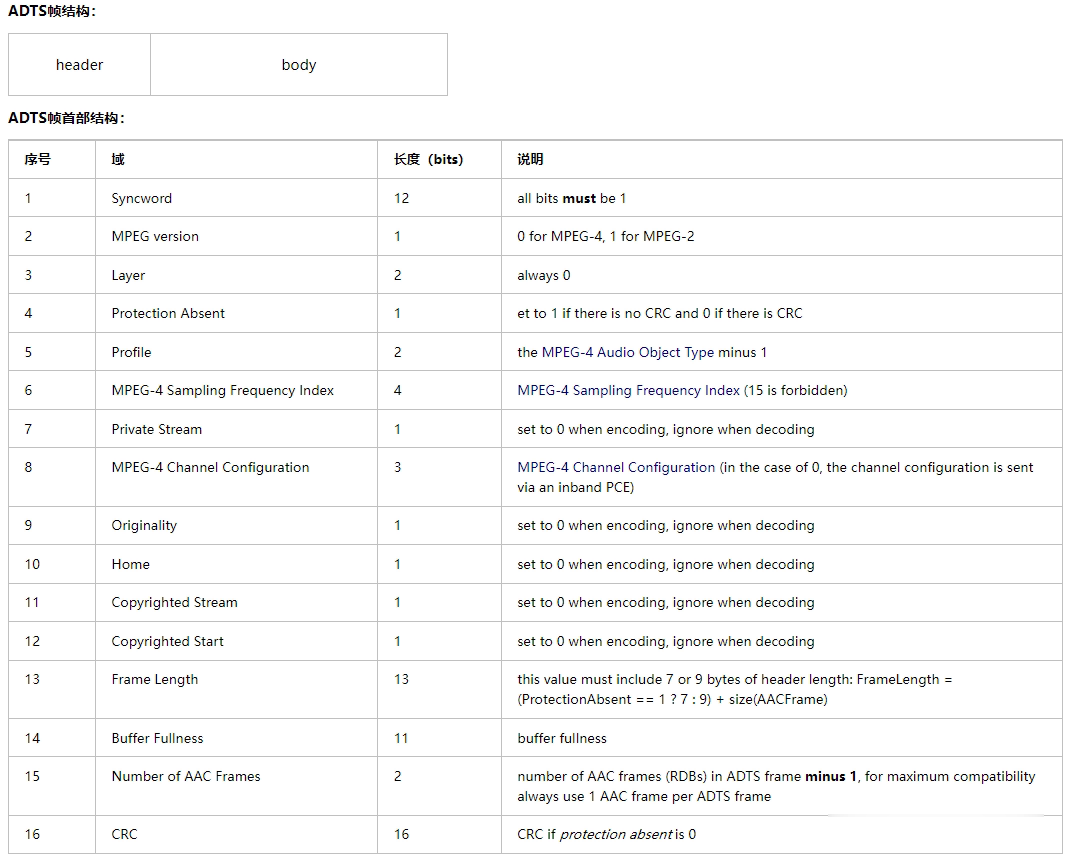 ADTS帧结构：
header body
ADTS帧首部结构：
序号 域 长度（bits） 说明
1 Syncword 12 all bits must be 1
2 MPEG version 1 0 for MPEG-4, 1 for MPEG-2
3 Layer 2 always 0
4 Protection Absent 1 et to 1 if there is no CRC and 0 if there is CRC
5 Profile 2 the MPEG-4 Audio Object Type minus 1
6 MPEG-4 Sampling Frequency Index 4 MPEG-4 Sampling Frequency Index (15 is forbidden)
7 Private Stream 1 set to 0 when encoding, ignore when decoding
8 MPEG-4 Channel Configuration 3 MPEG-4 Channel Configuration (in the case of 0, the channel configuration is sent
via an inband PCE)
9 Originality 1 set to 0 when encoding, ignore when decoding
10 Home 1 set to 0 when encoding, ignore when decoding
11 Copyrighted Stream 1 set to 0 when encoding, ignore when decoding
12 Copyrighted Start 1 set to 0 when encoding, ignore when decoding
13 Frame Length 13 this value must include 7 or 9 bytes of header length: FrameLength =
(ProtectionAbsent == 1 ? 7 : 9) + size(AACFrame)
14 Buffer Fullness 11 buffer fullness
15 Number of AAC Frames 2 number of AAC frames (RDBs) in ADTS frame minus 1, for maximum compatibility
always use 1 AAC frame per ADTS frame
16 CRC 16 CRC if protection absent is 0